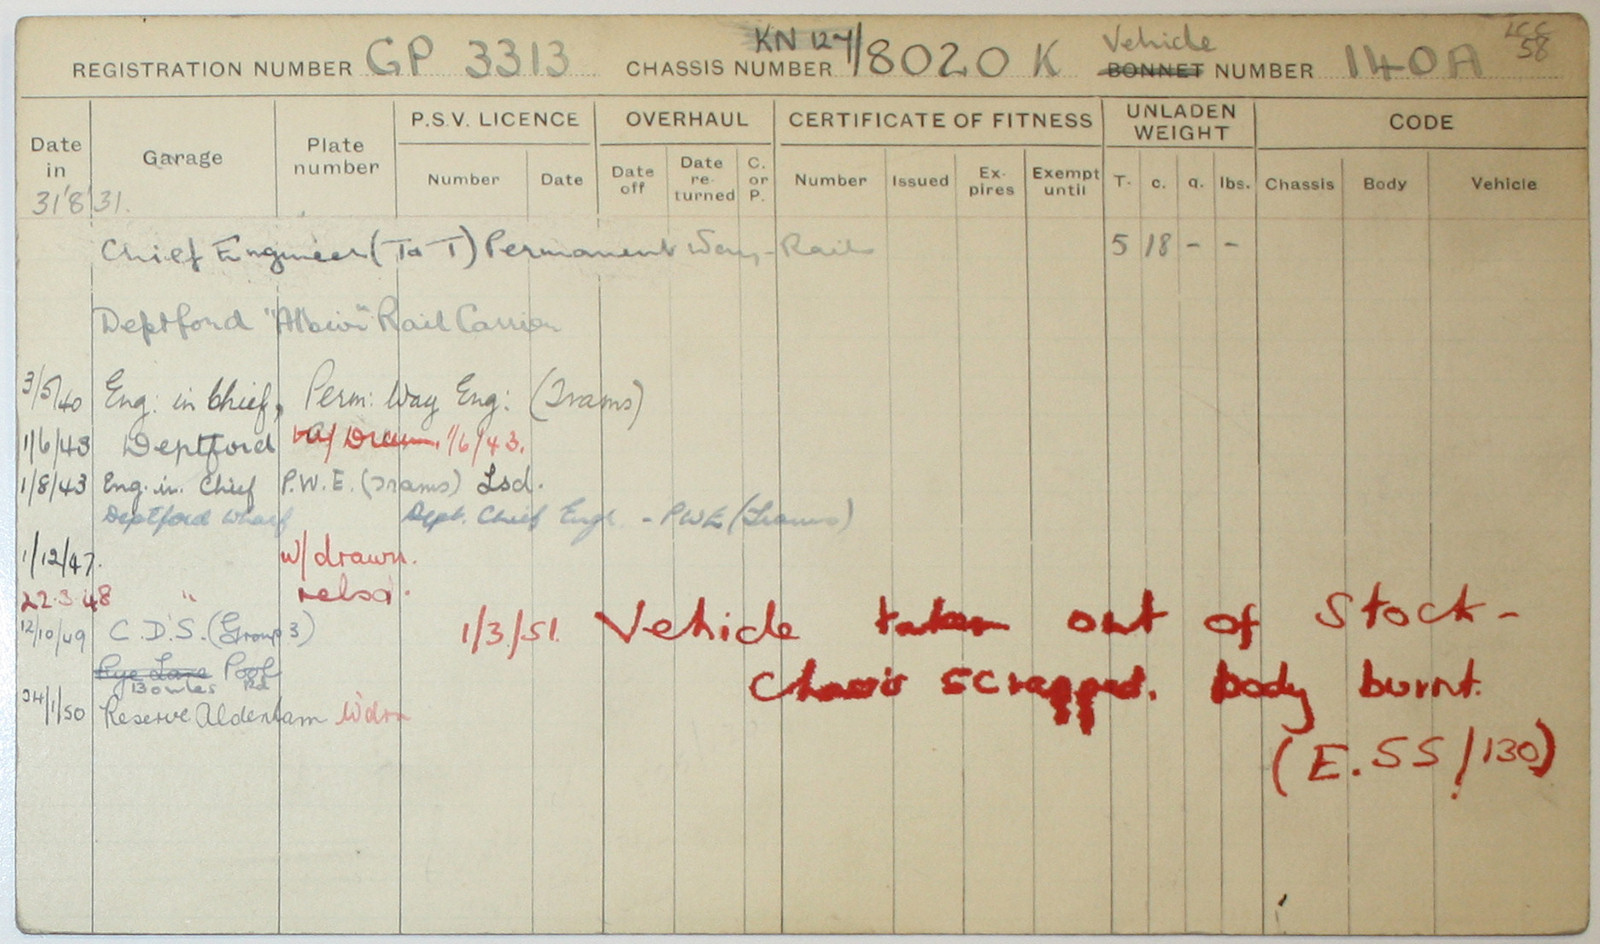 REGISTRATION NUMBER GP 3313 CHASSIS NUMBER KN 127/8020 K Vehicle BONNET NUMBER 140A LCC 58
Date in Garage Plate number P.S.V. LICENCE OVERHAUL CERTIFICATE OF FITNESS UNLADEN WEIGHT CODE
Number Date Date off Date re-turned C. or P. Number Issued Ex-pires Exempt until T. c. q. lbs. Chassis Body Vehicle
31'8'31.
Chief Engineer (T & T) Permanent Way - Rail 5 18 - -
Deptford "Albion" Rail Carrier
3/5/40 Eng: in Chief, Perm: Way Eng: (Trams)
1/6/43 Deptford W/ Drawn. 1/6/43.
1/8/43 Eng. in. Chief P.W.E. (Trams) Lsd.
Deptford Wharf Dept. Chief Engr. - PWE (Trams)
1/12/47. w/drawn.
22.3.48 " relsd.
12/10/49 C.D.S. (Group 3) 1/3/51. Vehicle taken out of Stock -
Rye Lane Pool Chassis scrapped. body burnt.
Bowles Rd
24/1/50 Reserve Aldenham W'drn
(E.55/130)